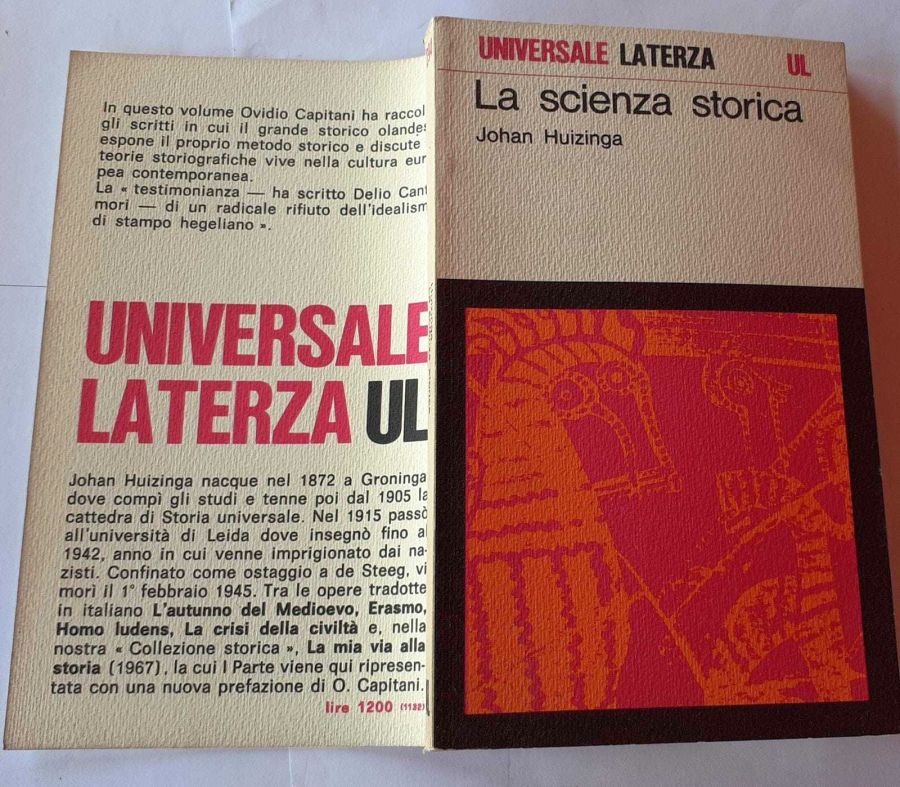 In questo volume Ovidio Capitani ha raccol
gli scritti in cui il grande storico olande
espone il proprio metodo storico e discute
teorie storiografiche vive nella cultura eur
pea contemporanea.
La « testimonianza — ha scritto Delio Cant
mori — di un radicale rifiuto dell'idealism
di stampo hegeliano ».
UNIVERSALE
LATERZA UL
Johan Huizinga nacque nel 1872 a Groninga
dove compì gli studi e tenne poi dal 1905 la
cattedra di Storia universale. Nel 1915 passò
all'università di Leida dove insegnò fino al
1942, anno in cui venne imprigionato dai na-
zisti. Confinato come ostaggio a de Steeg, vi
morì il 1° febbraio 1945. Tra le opere tradotte
in italiano L'autunno del Medioevo, Erasmo,
Homo ludens, La crisi della civiltà e, nella
nostra « Collezione storica », La mia via alla
storia (1967), la cui I Parte viene qui ripresen-
tata con una nuova prefazione di O. Capitani.
lire 1200 (1132)
UNIVERSALE LATERZA UL
La scienza storica
Johan Huizinga